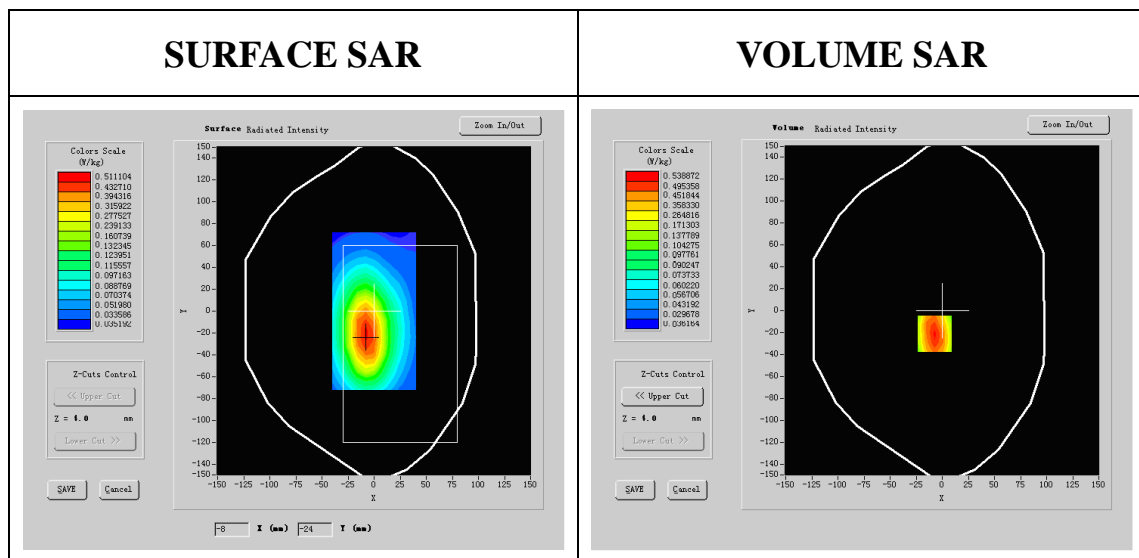 SURFACE SAR
VOLUME SAR
Surface Radiated Intensity
Zoom In/Out
Colors Scale
(W/kg)
0.511104
0.432710
0.394316
0.315922
0.277527
0.239133
0.160739
0.132345
0.123951
0.115557
0.097163
0.088769
0.070374
0.051980
0.033586
0.035192
Z-Cuts Control
<< Upper Cut
Z = 4.0 mm
Lower Cut >>
SAVE
Cancel
150
140
120
100
80
60
40
20
0
-20
-40
-60
-80
-100
-120
-140
-150
Y
-150 -125 -100 -75 -50 -25 0 25 50 75 100 125 150
X
-8 X (mm) -24 Y (mm)
Volume Radiated Intensity
Zoom In/Out
Colors Scale
(W/kg)
0.538872
0.495358
0.451844
0.358330
0.264816
0.171303
0.137789
0.104275
0.097761
0.090247
0.073733
0.060220
0.056706
0.043192
0.029678
0.036164
Z-Cuts Control
<< Upper Cut
Z = 4.0 mm
Lower Cut >>
SAVE
Cancel
150
140
120
100
80
60
40
20
0
-20
-40
-60
-80
-100
-120
-140
-150
Y
-150 -125 -100 -75 -50 -25 0 25 50 75 100 125 150
X